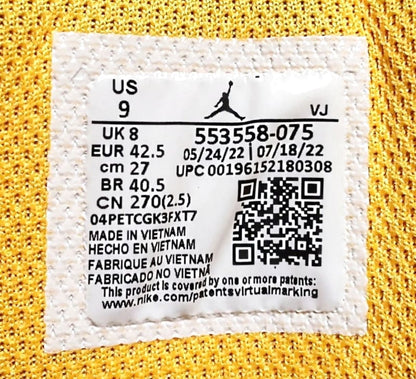 US
9
VJ
UK 8
553558-075
EUR 42.5
05/24/22 | 07/18/22
cm 27
UPC 00196152180308
BR 40.5
CN 270(2.5)
04PETCGK3FXT7
MADE IN VIETNAM
HECHO EN VIETNAM
FABRIQUE AU VIETNAM
FABRICADO NO VIETNÃ
This product is covered by one or more patents:
www.nike.com/patentsvirtualmarking